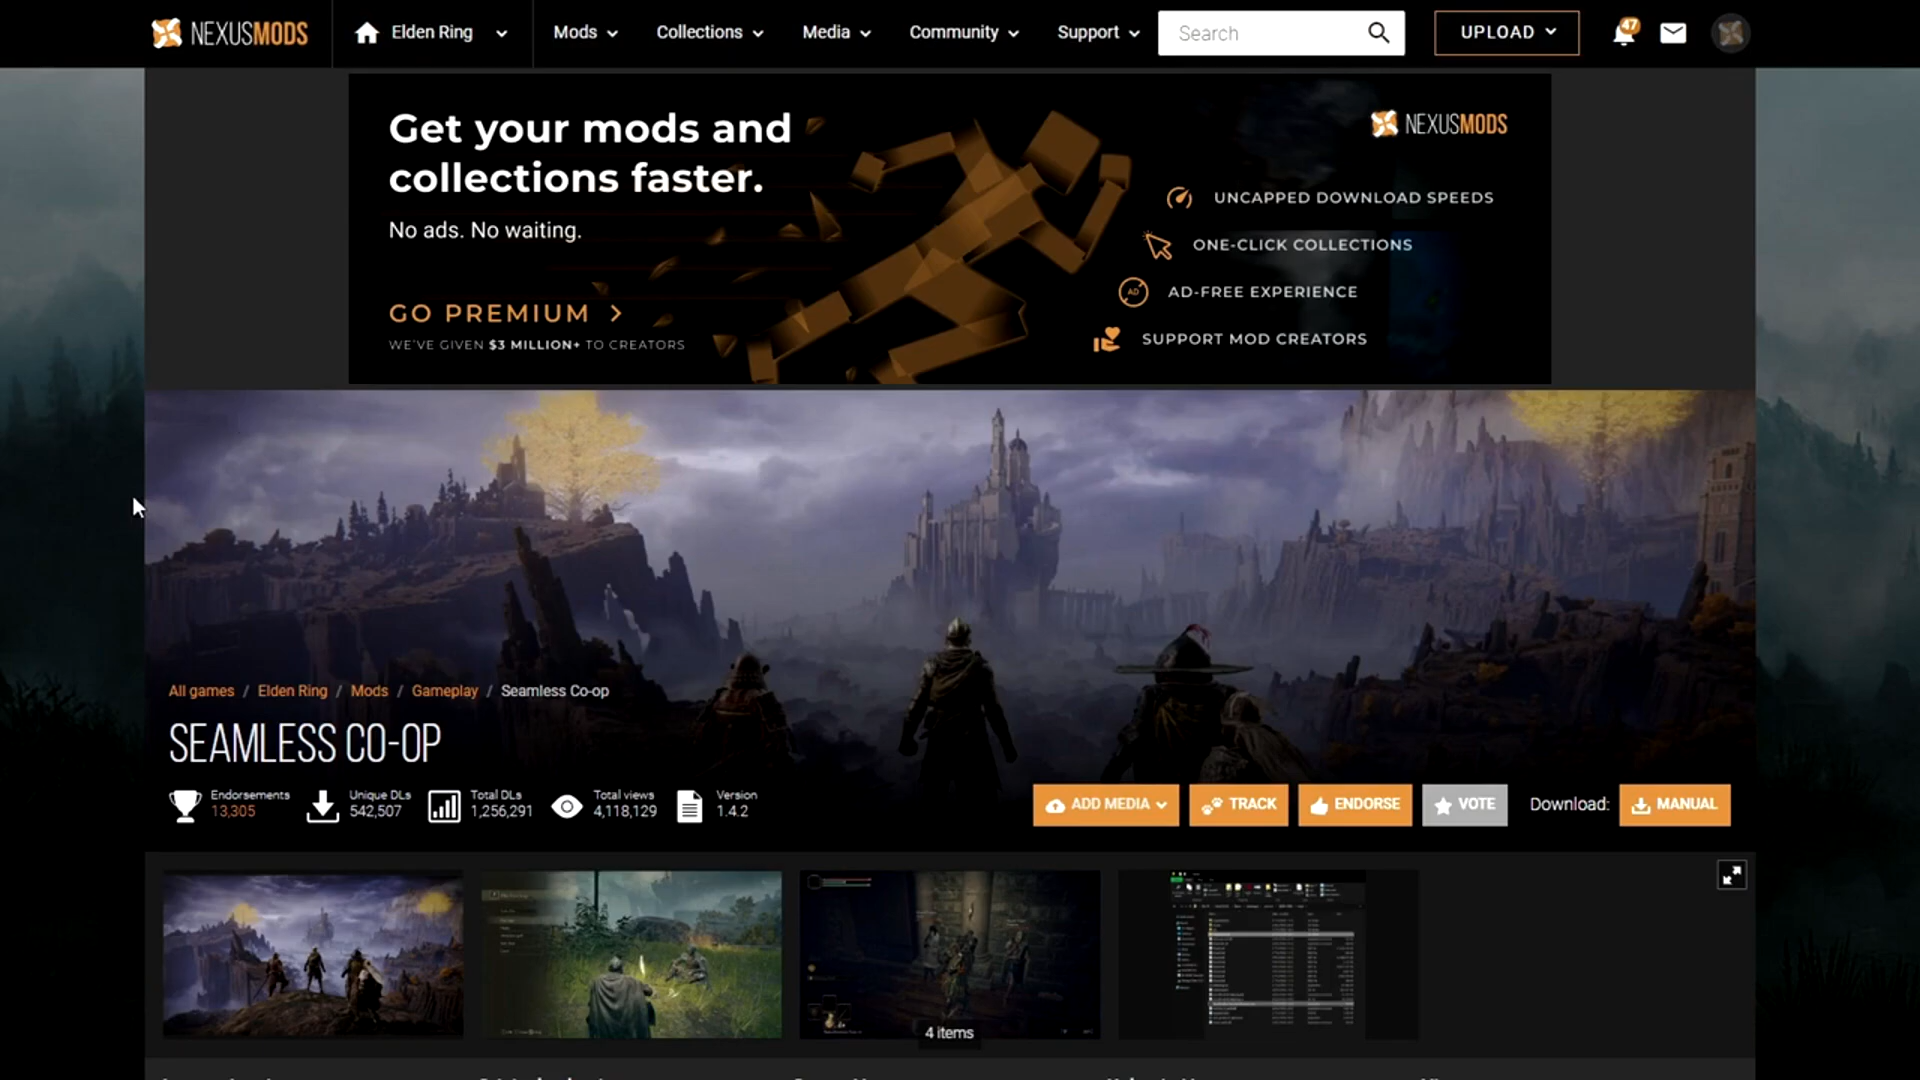 NEXUSMODS
Elden Ring
Mods
Collections
Media
Community
Support
Search
UPLOAD
47
Get your mods and
collections faster.
No ads. No waiting.
GO PREMIUM
WE'VE GIVEN $3 MILLION+ TO CREATORS
NEXUSMODS
UNCAPPED DOWNLOAD SPEEDS
ONE-CLICK COLLECTIONS
AD
AD-FREE EXPERIENCE
SUPPORT MOD CREATORS
All games / Elden Ring / Mods / Gameplay / Seamless Co-op
SEAMLESS CO-OP
Endorsements
13,305
Unique DLs
542,507
Total DLs
1,256,291
Total views
4,118,129
Version
1.4.2
ADD MEDIA
TRACK
ENDORSE
VOTE
Download:
MANUAL
4 items